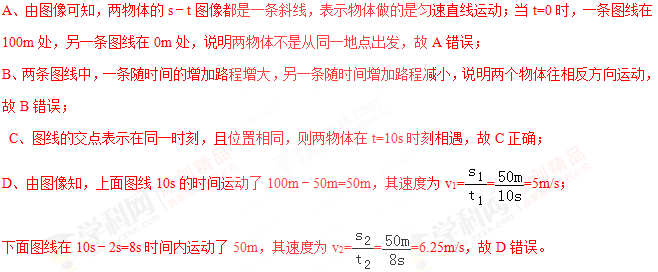 A、由图像可知，两物体的 s﹣t 图像都是一条斜线，表示物体做的是匀速直线运动；当 t=0 时，一条图线在
100m 处，另一条图线在 0m 处，说明两物体不是从同一地点出发，故 A 错误；
B、两条图线中，一条随时间的增加路程增大，另一条随时间增加路程减小，说明两个物体往相反方向运动，
故 B 错误；
C、图线的交点表示在同一时刻，且位置相同，则两物体在 t=10s 时刻相遇，故 C 正确；
D、由图像知，上面图线 10s 的时间运动了 100m﹣50m=50m，其速度为 v₁=s₁/t₁=50m/10s=5m/s；
下面图线在 10s﹣2s=8s 时间内运动了 50m，其速度为 v₂=s₂/t₂=50m/8s=6.25m/s，故 D 错误。